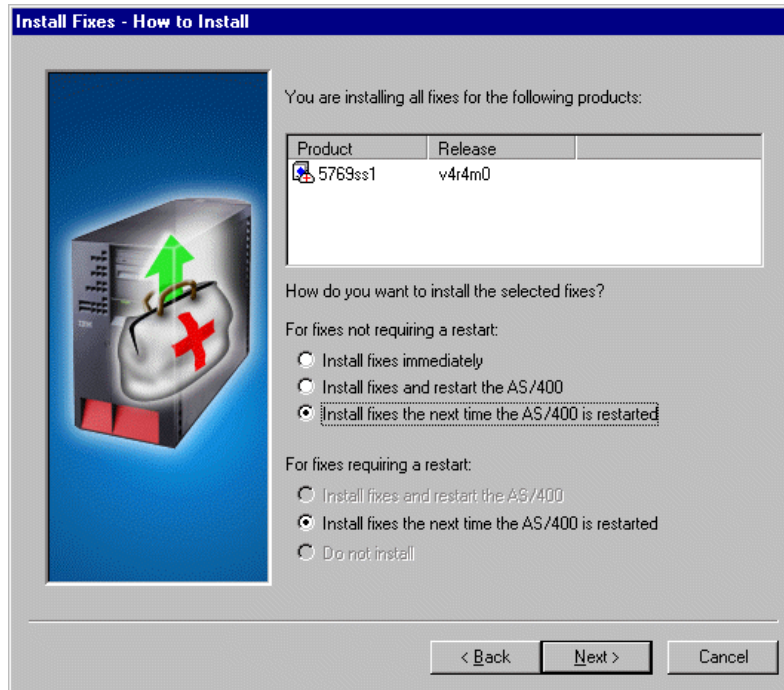 Install Fixes - How to Install
You are installing all fixes for the following products:
Product Release
5769ss1 v4r4m0
How do you want to install the selected fixes?
For fixes not requiring a restart:
Install fixes immediately
Install fixes and restart the AS/400
Install fixes the next time the AS/400 is restarted
For fixes requiring a restart:
Install fixes and restart the AS/400
Install fixes the next time the AS/400 is restarted
Do not install
IBM
< Back Next > Cancel